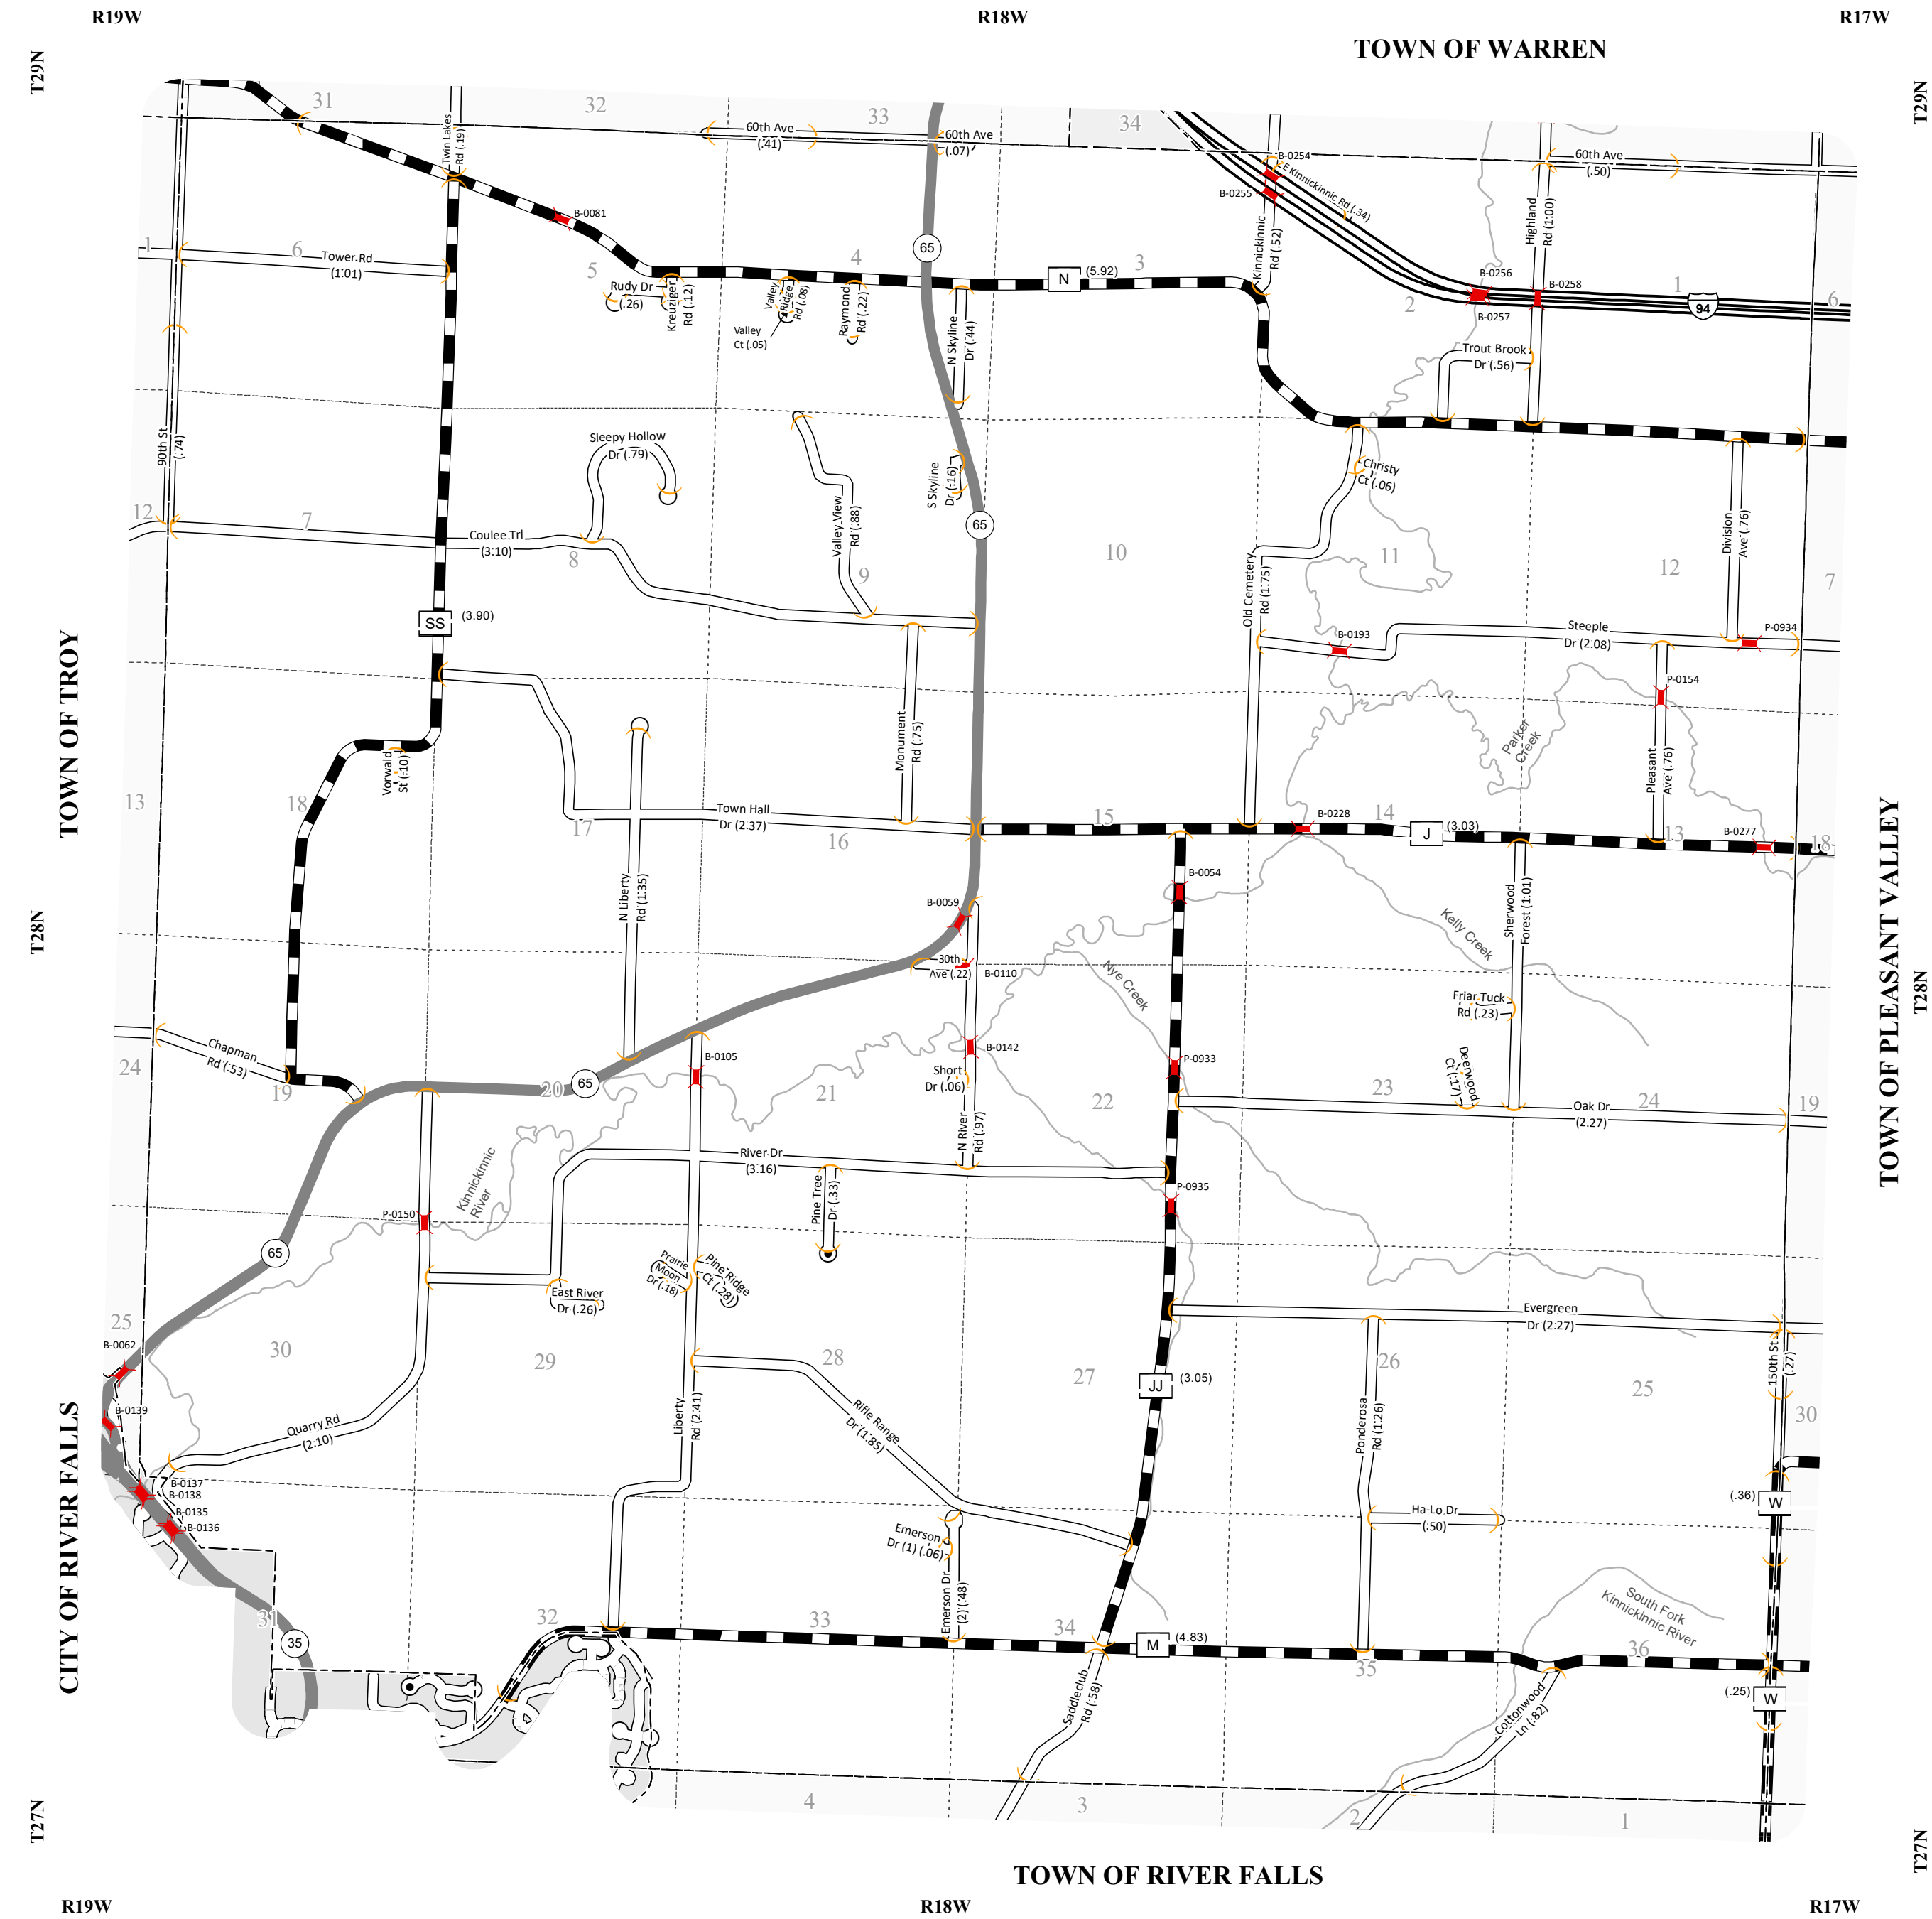 R19W
R18W
R17W
TOWN OF WARREN
T29N
T29N
T29N
31
32
33
34
Twin Lakes
Rd (.19)
60th Ave
(.41)
60th Ave
(.07)
B-0254
E Kinnickinnic Rd (.34)
B-0255
60th Ave
(.50)
B-0081
Kinnickinnic
Rd (.52)
Highland
Rd (1.00)
1
6
Tower Rd
(1.01)
5
4
65
N
(5.92)
3
B-0256
B-0257
B-0258
2
1
94
6
Rudy Dr
(.26)
Kreuziger
Rd (.12)
Valley
Ridge
Rd (.08)
Valley
Ct (.05)
Raymond
Rd (.22)
N Skyline
Dr (.44)
Trout Brook
Dr (.56)
90th St
(.74)
Sleepy Hollow
Dr (.79)
S Skyline
Dr (.16)
Christy
Ct (.06)
12
7
Coulee Trl
(3.10)
8
Valley View
Rd (.88)
9
65
10
11
Division
Ave (.76)
12
7
Old Cemetery
Rd (1.75)
SS
(3.90)
B-0193
Steeple
Dr (2.08)
P-0934
P-0154
TOWN OF TROY
Monument
Rd (.75)
Parker
Creek
Pleasant
Ave (.76)
Vorwald
St (.10)
13
18
17
Town Hall
Dr (2.37)
16
15
B-0228
14
J
(3.03)
13
B-0277
18
TOWN OF PLEASANT VALLEY
T28N
T28N
N Liberty
Rd (1.35)
B-0059
B-0054
30th
Ave (.22)
B-0110
Nye Creek
Kelly Creek
Sherwood
Forest (1.01)
Friar Tuck
Rd (.23)
Chapman
Rd (.53)
24
19
20
65
B-0105
21
B-0142
Short
Dr (.06)
N River
Rd (.97)
22
P-0933
23
Deerwood
Ct (.17)
Oak Dr
(2.27)
24
19
Kinnickinnic
River
River Dr
(3.16)
Pine Tree
Dr (.33)
P-0935
P-0150
65
Prairie
Moon
Dr (.18)
Pine Ridge
Ct (.28)
East River
Dr (.26)
Evergreen
Dr (2.27)
25
B-0062
30
29
28
27
26
25
150th St
(.27)
JJ
(3.05)
30
B-0139
Quarry Rd
(2.10)
Liberty
Rd (2.41)
Rifle Range
Dr (1.85)
Ponderosa
Rd (1.26)
CITY OF RIVER FALLS
B-0137
B-0138
B-0135
B-0136
Ha-Lo Dr
(.50)
(.36)
W
Emerson
Dr (1) (.06)
Emerson Dr
(2) (.48)
South Fork
Kinnickinnic River
31
35
32
33
34
M
(4.83)
35
36
Saddleclub
Rd (.58)
Cottonwood
Ln (.82)
(.25)
W
4
3
2
1
T27N
T27N
TOWN OF RIVER FALLS
R19W
R18W
R17W